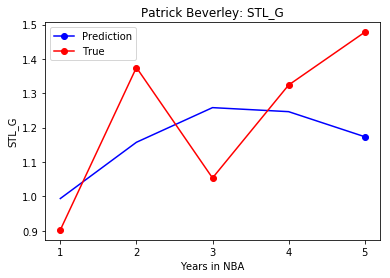 Patrick Beverley: STL_G
Prediction
True
1.5
1.4
1.3
1.2
1.1
1.0
0.9
STL_G
1 2 3 4 5
Years in NBA